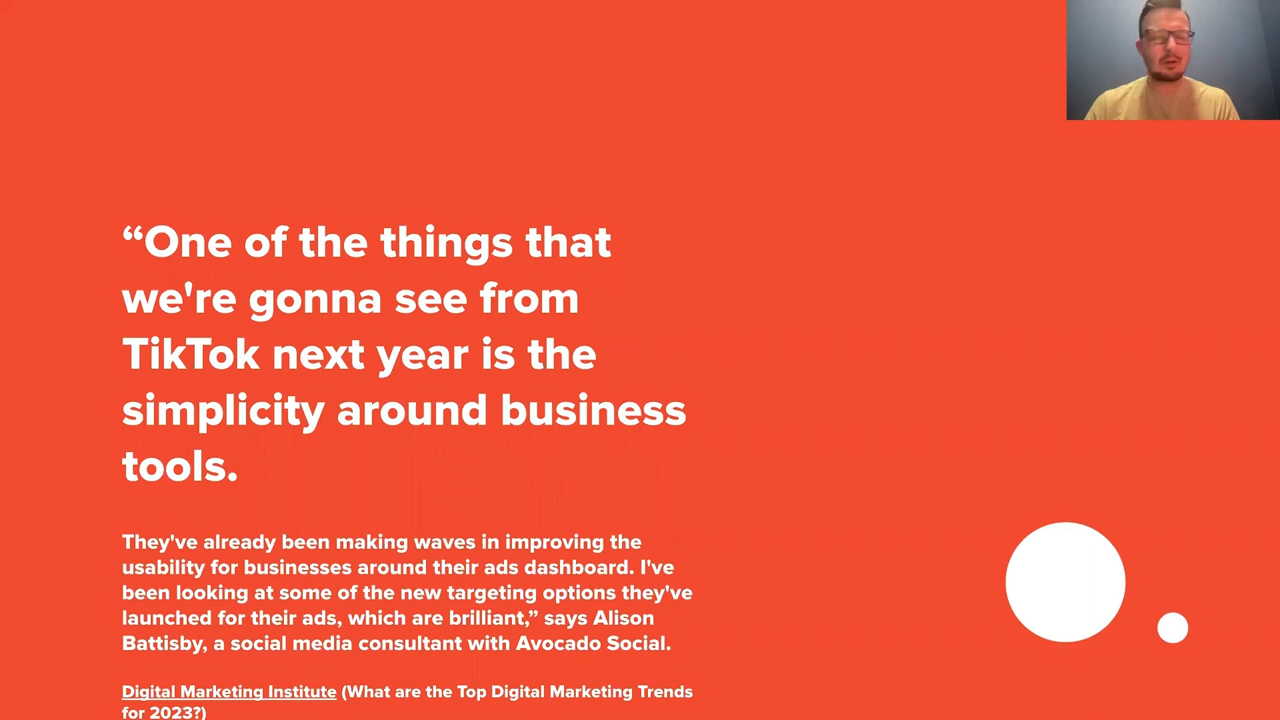 “One of the things that
we're gonna see from
TikTok next year is the
simplicity around business
tools.
They've already been making waves in improving the
usability for businesses around their ads dashboard. I've
been looking at some of the new targeting options they've
launched for their ads, which are brilliant,” says Alison
Battisby, a social media consultant with Avocado Social.
Digital Marketing Institute (What are the Top Digital Marketing Trends
for 2023?)